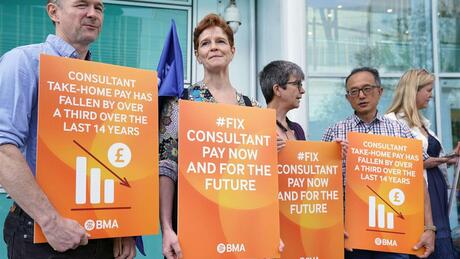 CONSULTANT
TAKE-HOME PAY HAS
FALLEN BY OVER
A THIRD OVER THE
LAST 14 YEARS
£
BMA
#FIX
CONSULTANT
PAY NOW
AND FOR THE
FUTURE
BMA
#FIX
CONSULTANT
PAY NOW
AND FOR THE
FUTURE
BMA
CONSULTANT
TAKE-HOME PAY HAS
FALLEN BY OVER
A THIRD OVER THE
LAST 14 YEARS
£
BMA